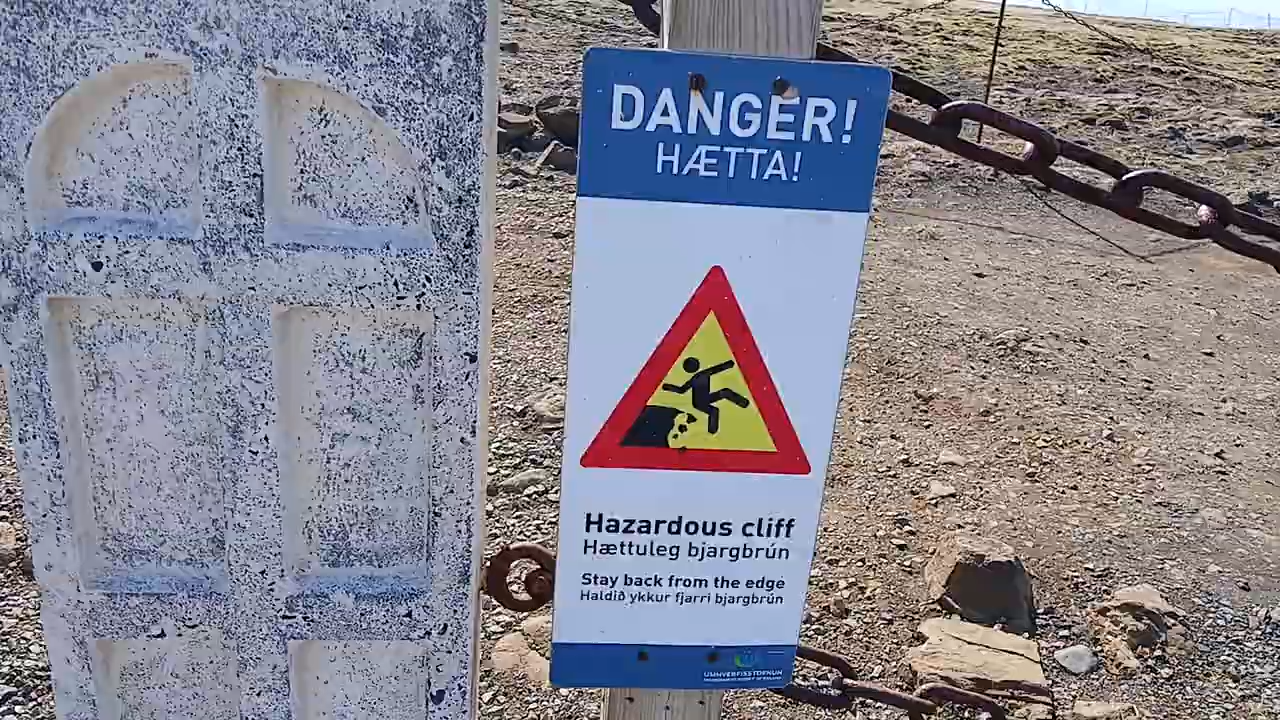 DANGER!
HÆTTA!
Hazardous cliff
Hættuleg bjargbrún
Stay back from the edge
Haldið ykkur fjarri bjargbrún
UMHVERFISSTOFNUN